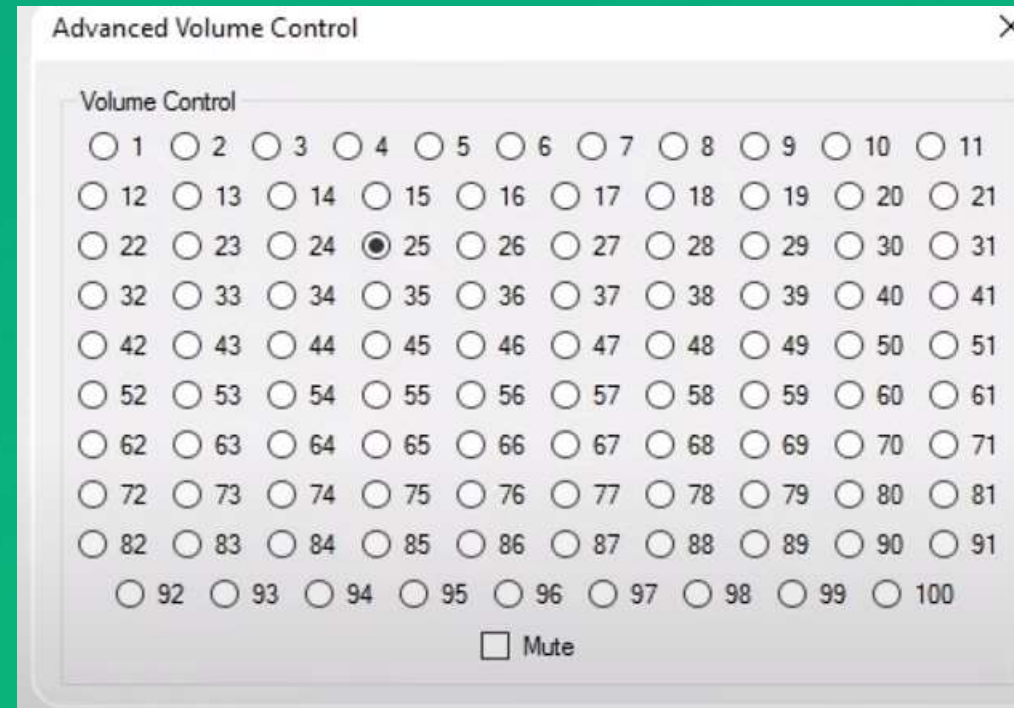 Advanced Volume Control
Volume Control
1 2 3 4 5 6 7 8 9 10 11
12 13 14 15 16 17 18 19 20 21
22 23 24 25 26 27 28 29 30 31
32 33 34 35 36 37 38 39 40 41
42 43 44 45 46 47 48 49 50 51
52 53 54 55 56 57 58 59 60 61
62 63 64 65 66 67 68 69 70 71
72 73 74 75 76 77 78 79 80 81
82 83 84 85 86 87 88 89 90 91
92 93 94 95 96 97 98 99 100
Mute